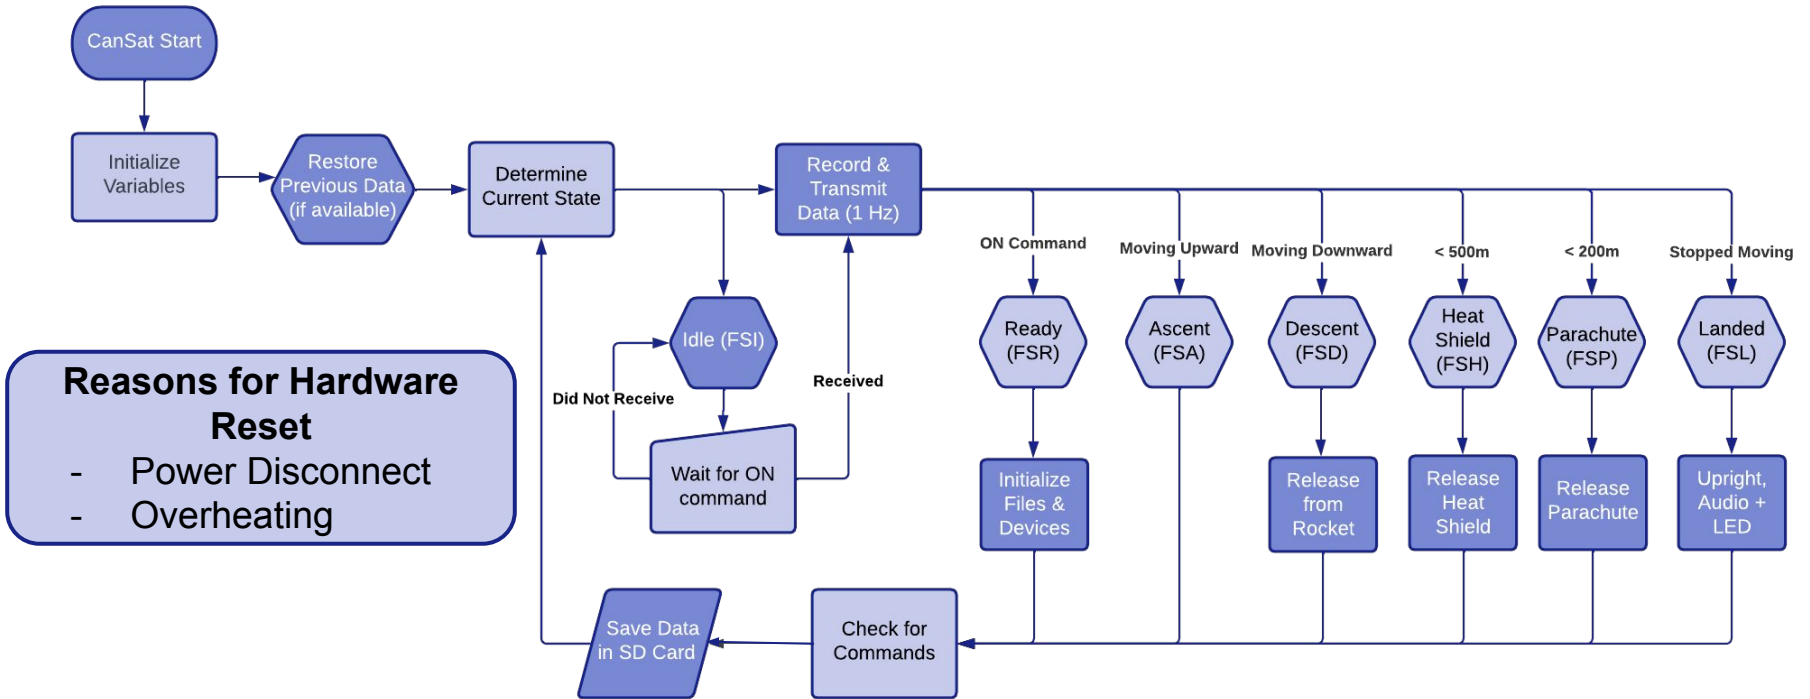 CanSat Start
Initialize
Variables
Restore
Previous Data
(if available)
Determine
Current State
Record &
Transmit
Data (1 Hz)
ON Command
Moving Upward
Moving Downward
< 500m
< 200m
Stopped Moving
Idle (FSI)
Ready
(FSR)
Ascent
(FSA)
Descent
(FSD)
Heat
Shield
(FSH)
Parachute
(FSP)
Landed
(FSL)
Did Not Receive
Received
Wait for ON
command
Reasons for Hardware
Reset
- Power Disconnect
- Overheating
Initialize
Files &
Devices
Release
from
Rocket
Release
Heat
Shield
Release
Parachute
Upright,
Audio +
LED
Save Data
in SD Card
Check for
Commands